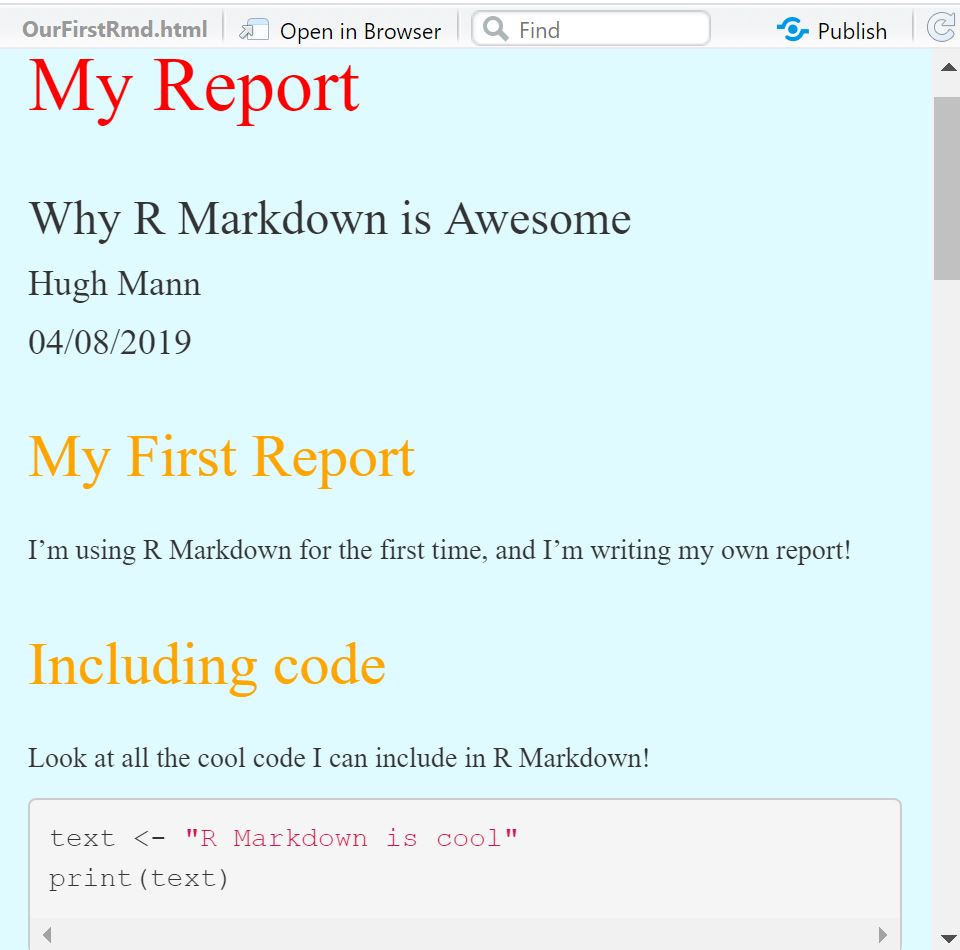 OurFirstRmd.html Open in Browser Find Publish
My Report
Why R Markdown is Awesome
Hugh Mann
04/08/2019
My First Report
I’m using R Markdown for the first time, and I’m writing my own report!
Including code
Look at all the cool code I can include in R Markdown!
text <- "R Markdown is cool"
print(text)